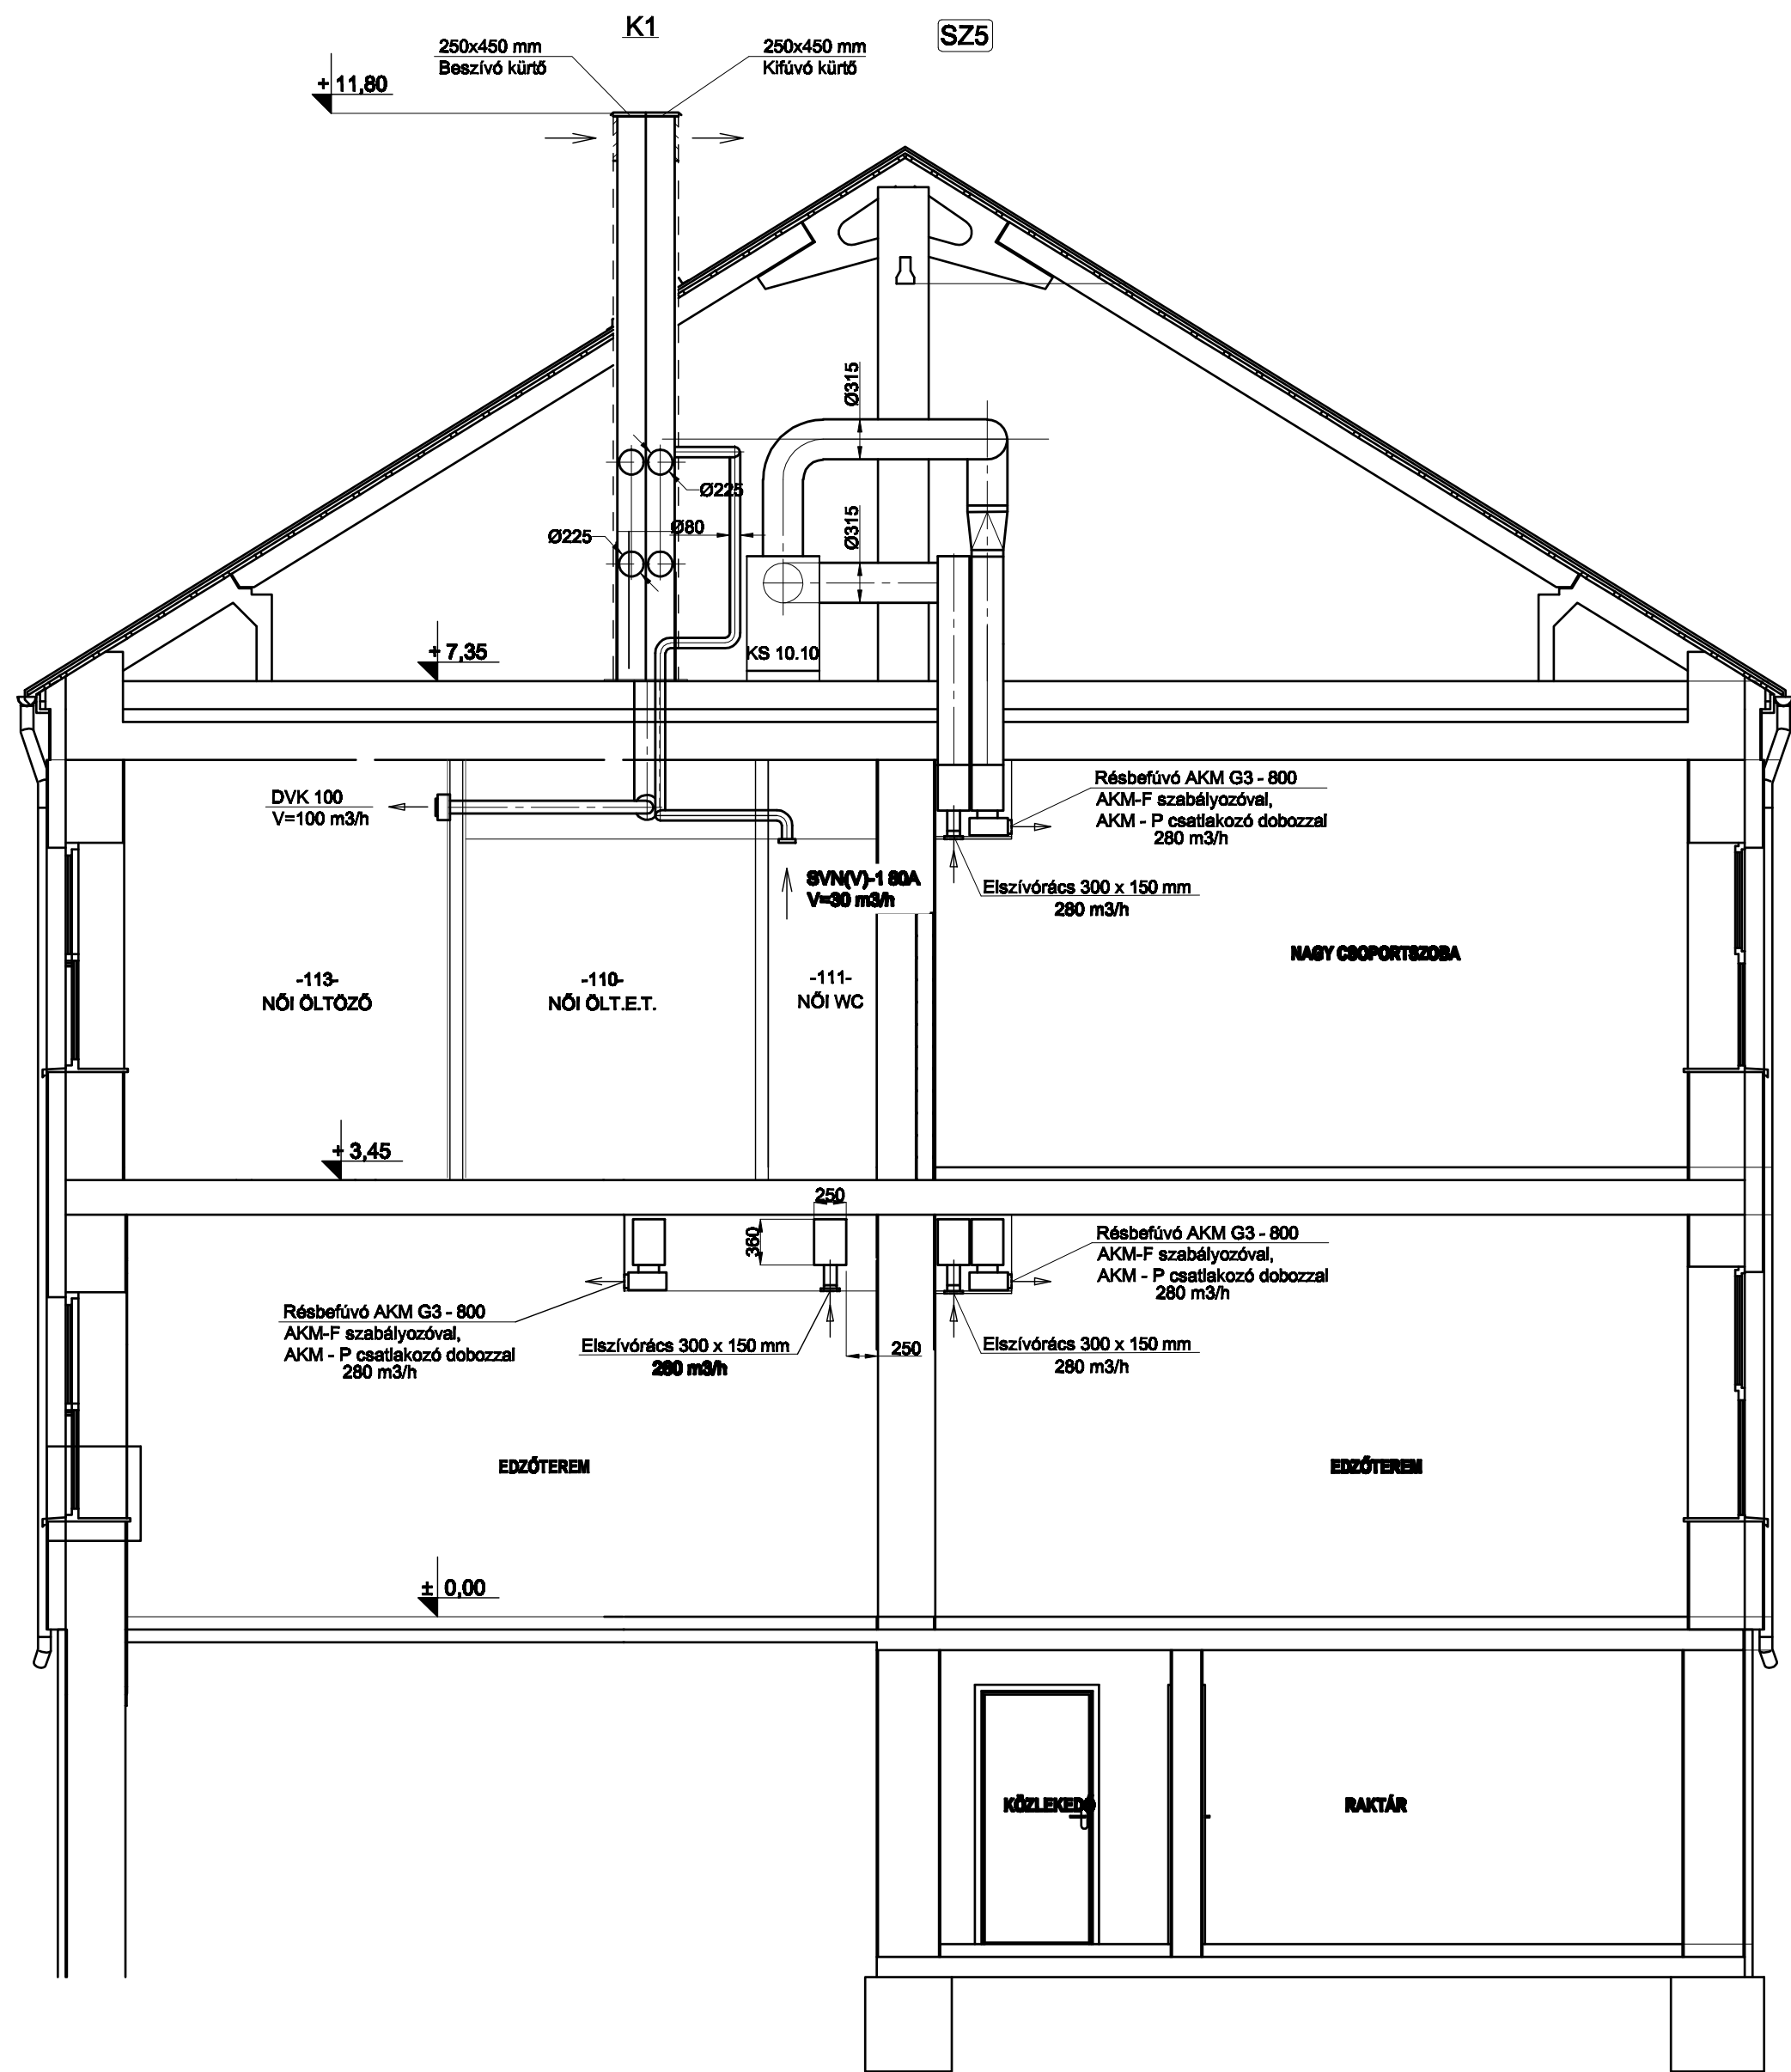 K1
SZ5
250x450 mm
Beszívó kürtő
250x450 mm
Kifúvó kürtő
+ 11,80
Ø315
Ø225
Ø80
Ø225
Ø315
+ 7,35
KS 10.10
DVK 100
V=100 m3/h
Résbefúvó AKM G3 - 800
AKM-F szabályozóval,
AKM - P csatlakozó dobozzal
280 m3/h
SVN(V)-1 80A
V=30 m3/h
Elszívórács 300 x 150 mm
280 m3/h
NAGY CSOPORTSZOBA
-113-
NŐI ÖLTÖZŐ
-110-
NŐI ÖLT.E.T.
-111-
NŐI WC
+ 3,45
250
360
Résbefúvó AKM G3 - 800
AKM-F szabályozóval,
AKM - P csatlakozó dobozzal
280 m3/h
Résbefúvó AKM G3 - 800
AKM-F szabályozóval,
AKM - P csatlakozó dobozzal
280 m3/h
Elszívórács 300 x 150 mm
280 m3/h
250
Elszívórács 300 x 150 mm
280 m3/h
EDZŐTEREM
EDZŐTEREM
± 0,00
KÖZLEKEDŐ
RAKTÁR